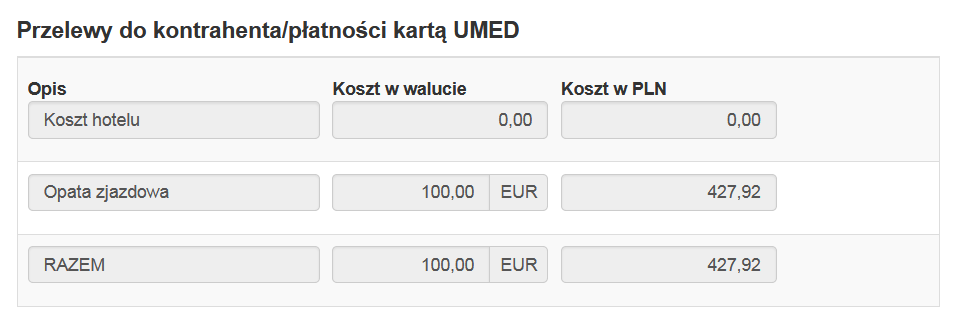 Przelewy do kontrahenta/płatności kartą UMED
Opis Koszt w walucie Koszt w PLN
Koszt hotelu 0,00 0,00
Opata zjazdowa 100,00 EUR 427,92
RAZEM 100,00 EUR 427,92